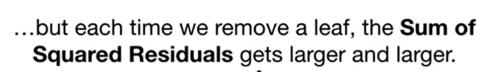 ...but each time we remove a leaf, the Sum of
Squared Residuals gets larger and larger.